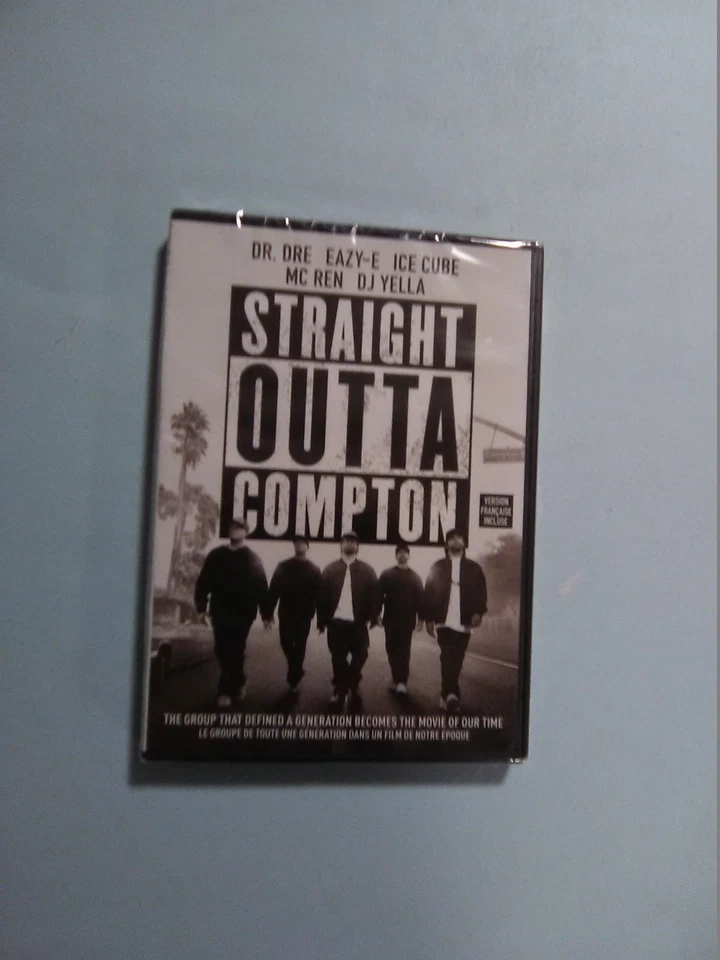 DR. DRE EAZY-E ICE CUBE
MC REN DJ YELLA
STRAIGHT
OUTTA
COMPTON
VERSION
FRANÇAISE
INCLUSE
THE GROUP THAT DEFINED A GENERATION BECOMES THE MOVIE OF OUR TIME
LE GROUPE DE TOUTE UNE GÉNÉRATION DANS UN FILM DE NOTRE ÉPOQUE